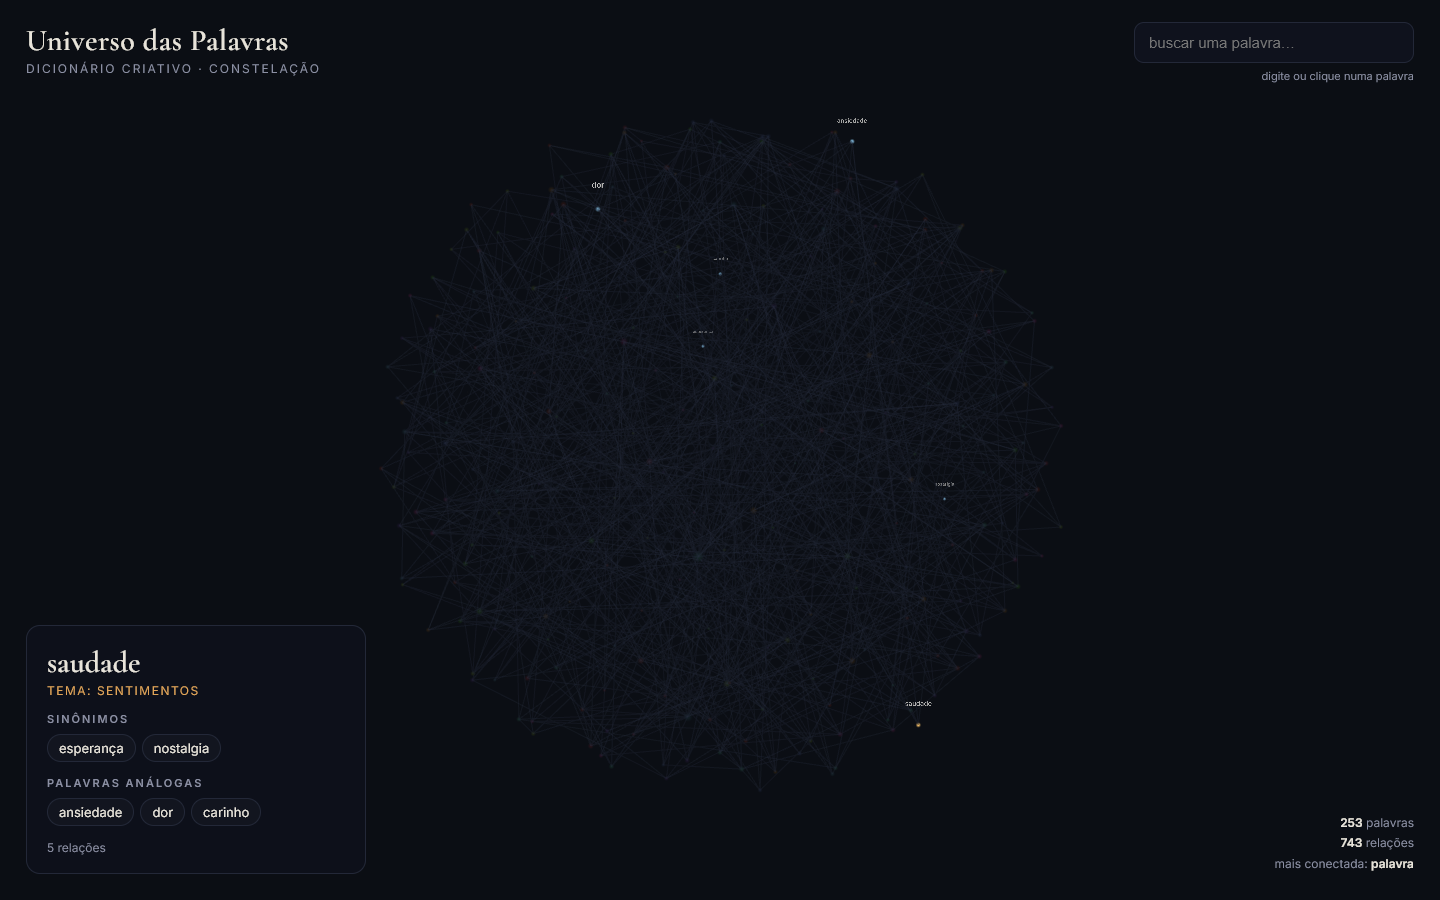 Universo das Palavras
DICIONÁRIO CRIATIVO · CONSTELAÇÃO
buscar uma palavra...
digite ou clique numa palavra
ansiedade
dor
nostalgia
saudade
saudade
TEMA: SENTIMENTOS
SINÔNIMOS
esperança nostalgia
PALAVRAS ANÁLOGAS
ansiedade dor carinho
5 relações
253 palavras
743 relações
mais conectada: palavra